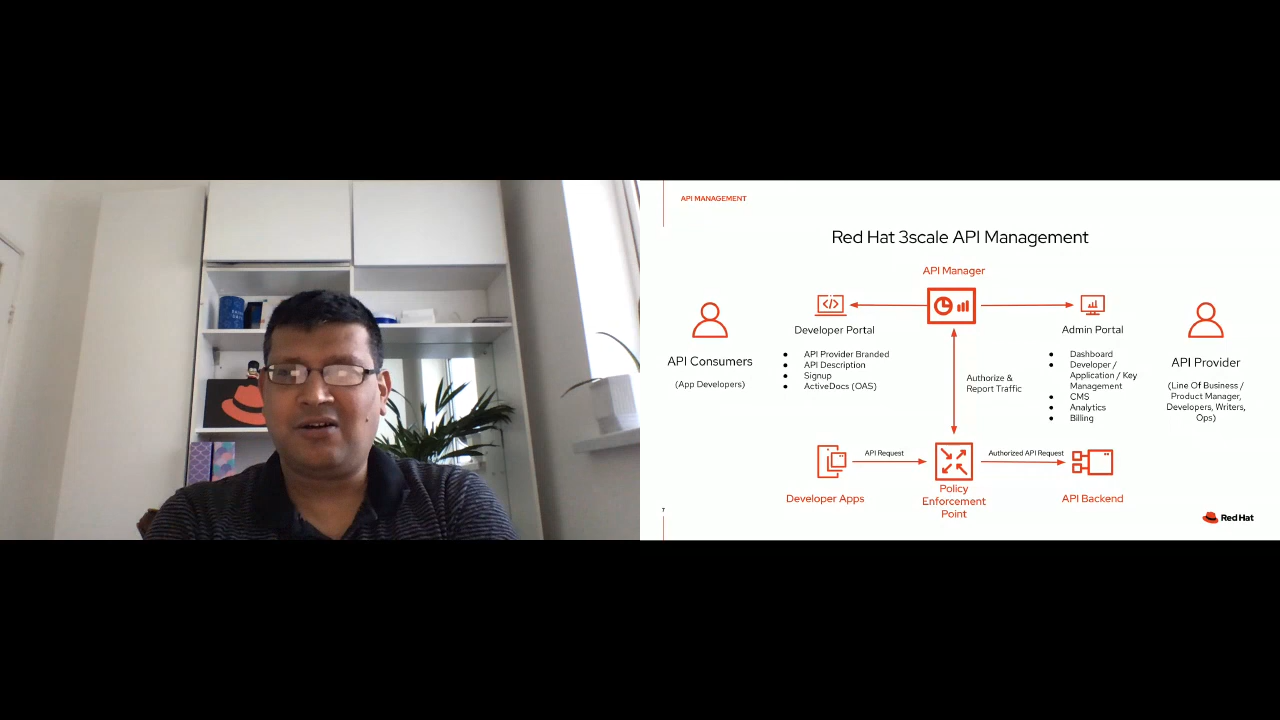 API MANAGEMENT
Red Hat 3scale API Management
API Manager
Developer Portal
Admin Portal
API Consumers
(App Developers)
● API Provider Branded
● API Description
● Signup
● ActiveDocs (OAS)
Authorize &
Report Traffic
● Dashboard
● Developer /
Application / Key
Management
● CMS
● Analytics
● Billing
API Provider
(Line Of Business /
Product Manager,
Developers, Writers,
Ops)
API Request
Authorized API Request
Developer Apps
Policy
Enforcement
Point
API Backend
7
Red Hat